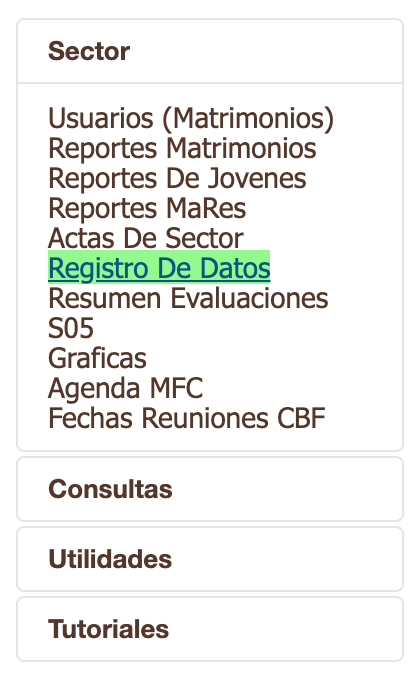 Sector
Usuarios (Matrimonios)
Reportes Matrimonios
Reportes De Jovenes
Reportes MaRes
Actas De Sector
Registro De Datos
Resumen Evaluaciones
S05
Graficas
Agenda MFC
Fechas Reuniones CBF
Consultas
Utilidades
Tutoriales